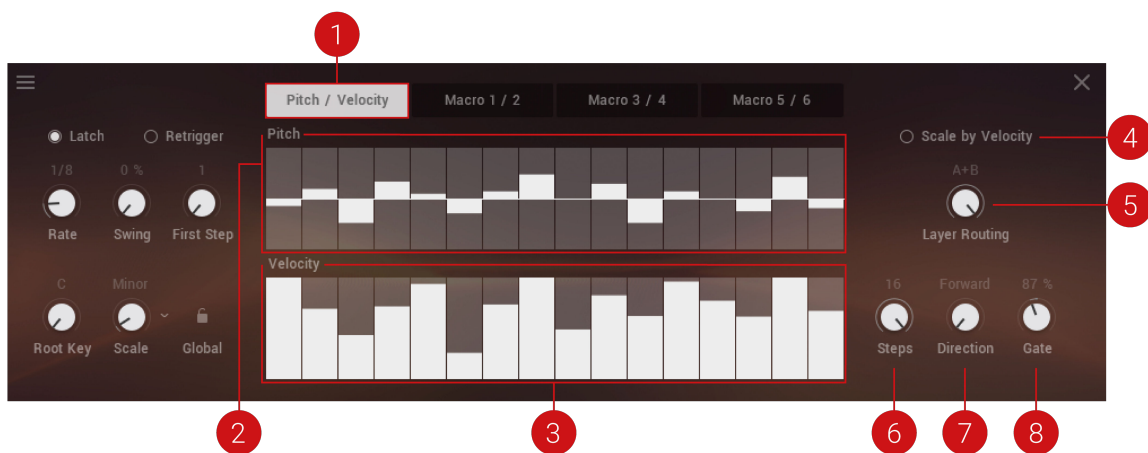 1
Pitch / Velocity
Macro 1 / 2
Macro 3 / 4
Macro 5 / 6
Latch
Retrigger
Pitch
Scale by Velocity
4
1/8
0 %
1
A+B
5
Rate
Swing
First Step
Layer Routing
Velocity
C
Minor
16
Forward
87 %
Root Key
Scale
Global
Steps
Direction
Gate
2
3
6
7
8